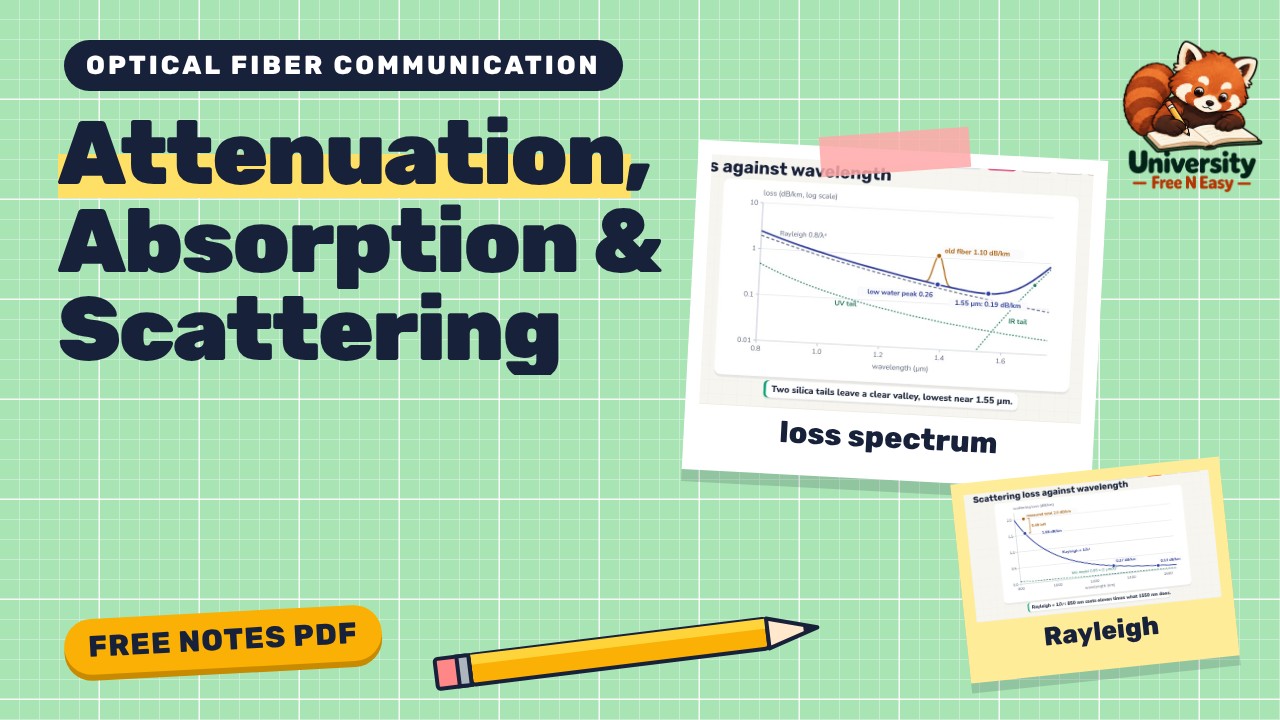 OPTICAL FIBER COMMUNICATION
Attenuation,
Absorption &
Scattering
University
Free N Easy
s against wavelength
loss (dB/km, log scale)
10
1
0.1
0.01
Rayleigh 0.8/λ⁴
old fiber 1.10 dB/km
low water peak 0.26
1.55 µm: 0.19 dB/km
UV tail
IR tail
0.8
1.0
1.2
1.4
1.6
wavelength (µm)
Two silica tails leave a clear valley, lowest near 1.55 µm.
loss spectrum
Scattering loss against wavelength
Rayleigh
FREE NOTES PDF